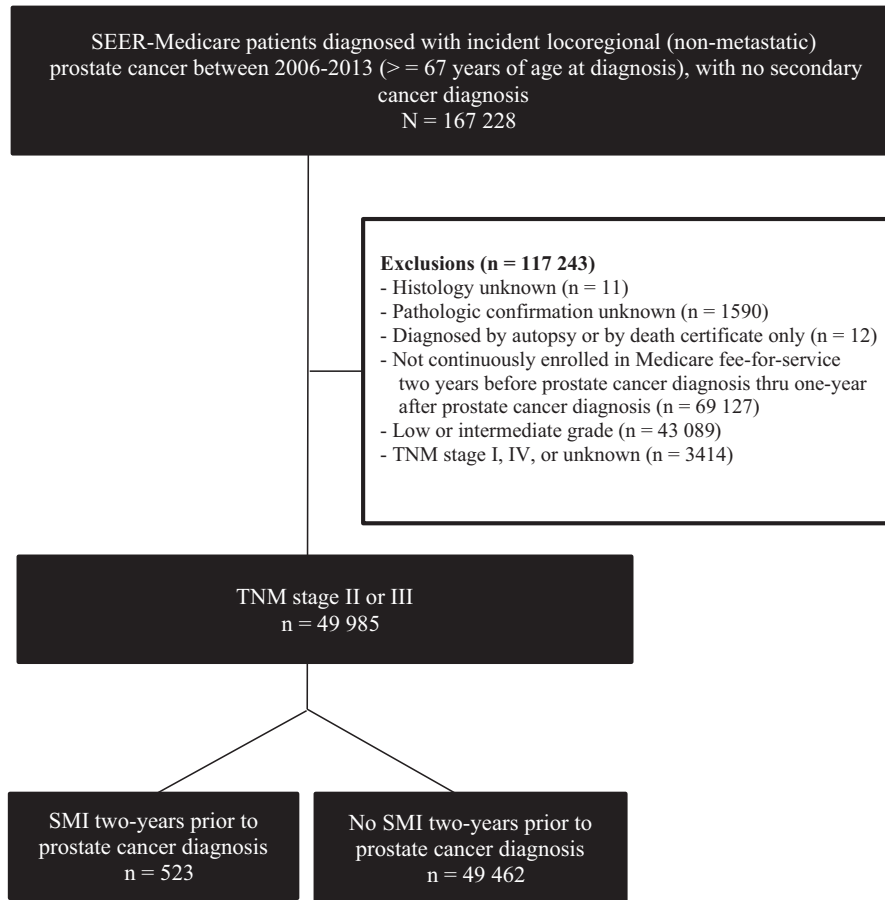 SEER-Medicare patients diagnosed with incident locoregional (non-metastatic)
prostate cancer between 2006-2013 (> = 67 years of age at diagnosis), with no secondary
cancer diagnosis
N = 167 228
Exclusions (n = 117 243)
- Histology unknown (n = 11)
- Pathologic confirmation unknown (n = 1590)
- Diagnosed by autopsy or by death certificate only (n = 12)
- Not continuously enrolled in Medicare fee-for-service
two years before prostate cancer diagnosis thru one-year
after prostate cancer diagnosis (n = 69 127)
- Low or intermediate grade (n = 43 089)
- TNM stage I, IV, or unknown (n = 3414)
TNM stage II or III
n = 49 985
SMI two-years prior to
prostate cancer diagnosis
n = 523
No SMI two-years prior to
prostate cancer diagnosis
n = 49 462